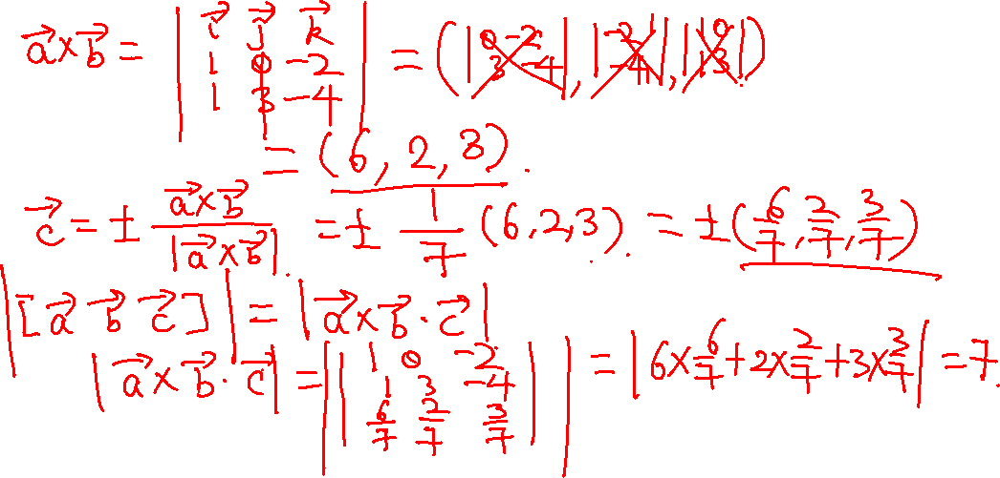 $\vec{a}\times\vec{b} = \begin{vmatrix} \vec{i} & \vec{j} & \vec{k} \\ 1 & 0 & -2 \\ 1 & 3 & -4 \end{vmatrix} = \left(\begin{vmatrix} 0 & -2 \\ 3 & -4 \end{vmatrix}, \begin{vmatrix} -2 & 1 \\ -4 & 1 \end{vmatrix}, \begin{vmatrix} 1 & 0 \\ 1 & 3 \end{vmatrix}\right)$
$= (6, 2, 3).$
$\vec{c} = \pm \frac{\vec{a}\times\vec{b}}{|\vec{a}\times\vec{b}|} = \pm \frac{1}{7}(6, 2, 3). = \pm (\frac{6}{7}, \frac{2}{7}, \frac{3}{7})$
$|[\vec{a}\ \vec{b}\ \vec{c}]| = |\vec{a}\times\vec{b}\cdot\vec{c}|$
$|\vec{a}\times\vec{b}\cdot\vec{c}| = \left|\begin{vmatrix} 1 & 0 & -2 \\ 1 & 3 & -4 \\ \frac{6}{7} & \frac{2}{7} & \frac{3}{7} \end{vmatrix}\right| = |6\times\frac{6}{7} + 2\times\frac{2}{7} + 3\times\frac{3}{7}| = 7.$